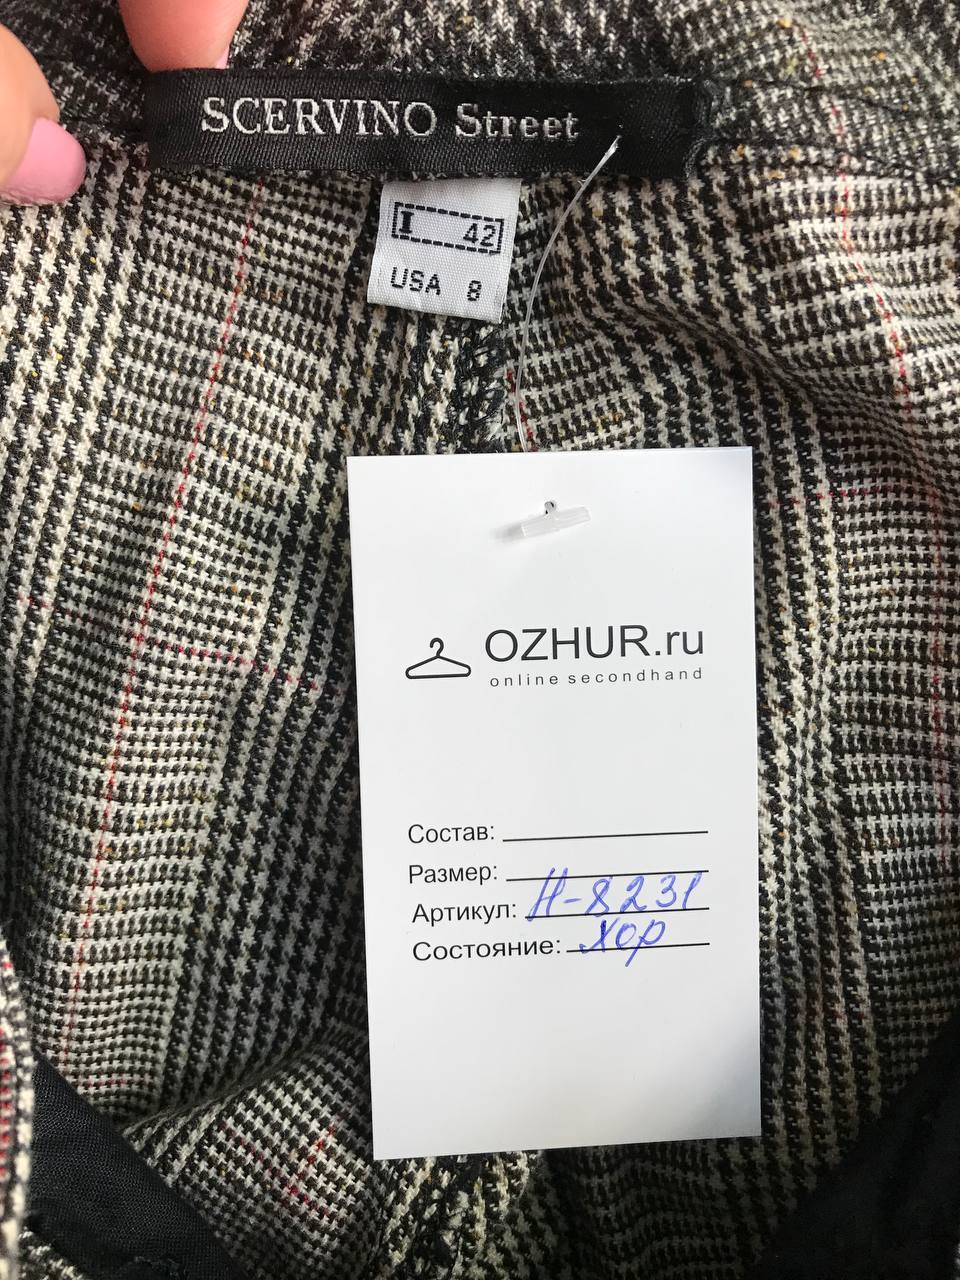 SCERVINO Street
I 42
USA 8
OZHUR.ru
online secondhand
Состав:
Размер:
Артикул: Н-8231
Состояние: хор